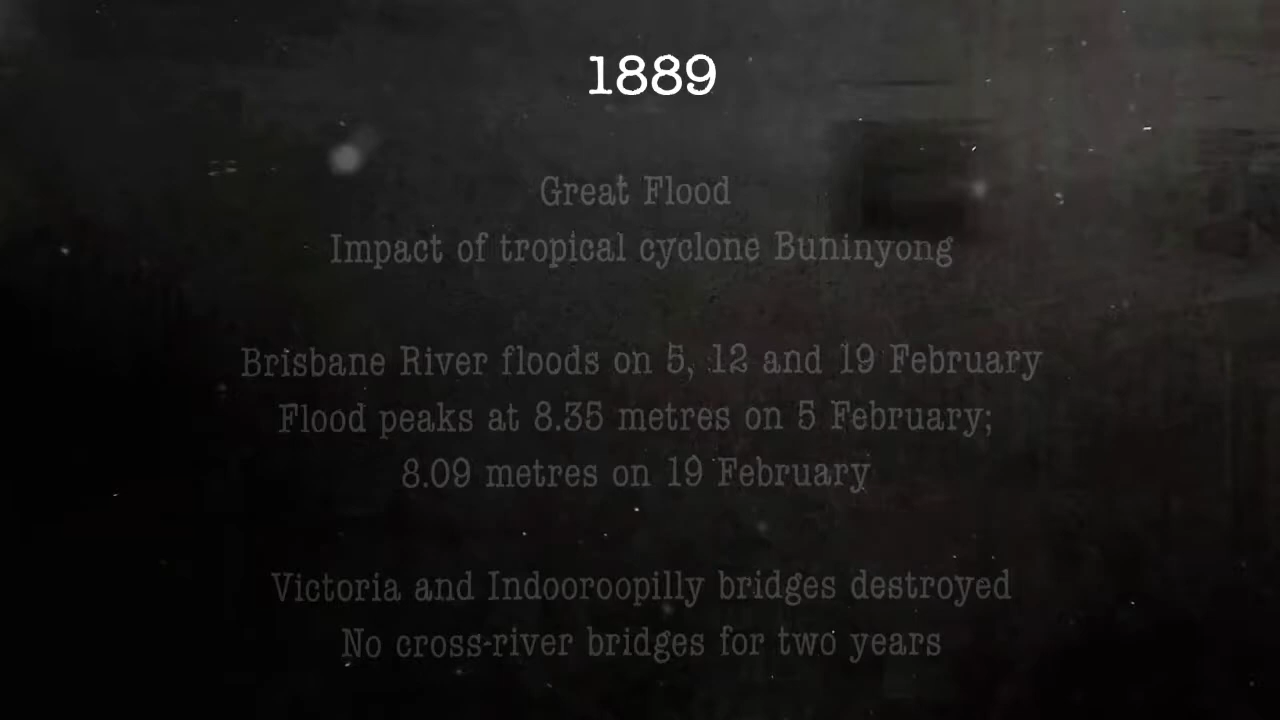 1889
Great Flood
Impact of tropical cyclone Buninyong
Brisbane River floods on 5, 12 and 19 February
Flood peaks at 8.35 metres on 5 February;
8.09 metres on 19 February
Victoria and Indooroopilly bridges destroyed
No cross-river bridges for two years